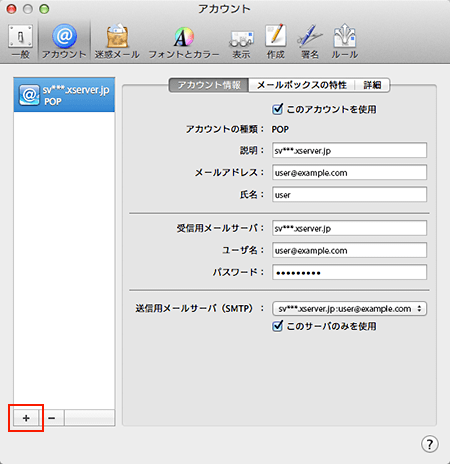 アカウント
一般 アカウント 迷惑メール フォントとカラー 表示 作成 署名 ルール
sv***.xserver.jp
POP
アカウント情報 メールボックスの特性 詳細
このアカウントを使用
アカウントの種類： POP
説明： sv***.xserver.jp
メールアドレス： user@example.com
氏名： user
受信用メールサーバ： sv***.xserver.jp
ユーザ名： user@example.com
パスワード： •••••••••
送信用メールサーバ（SMTP）： sv***.xserver.jp:user@example.com
このサーバのみを使用
+ −
?